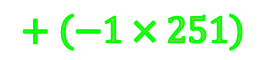 + (−1 × 251)